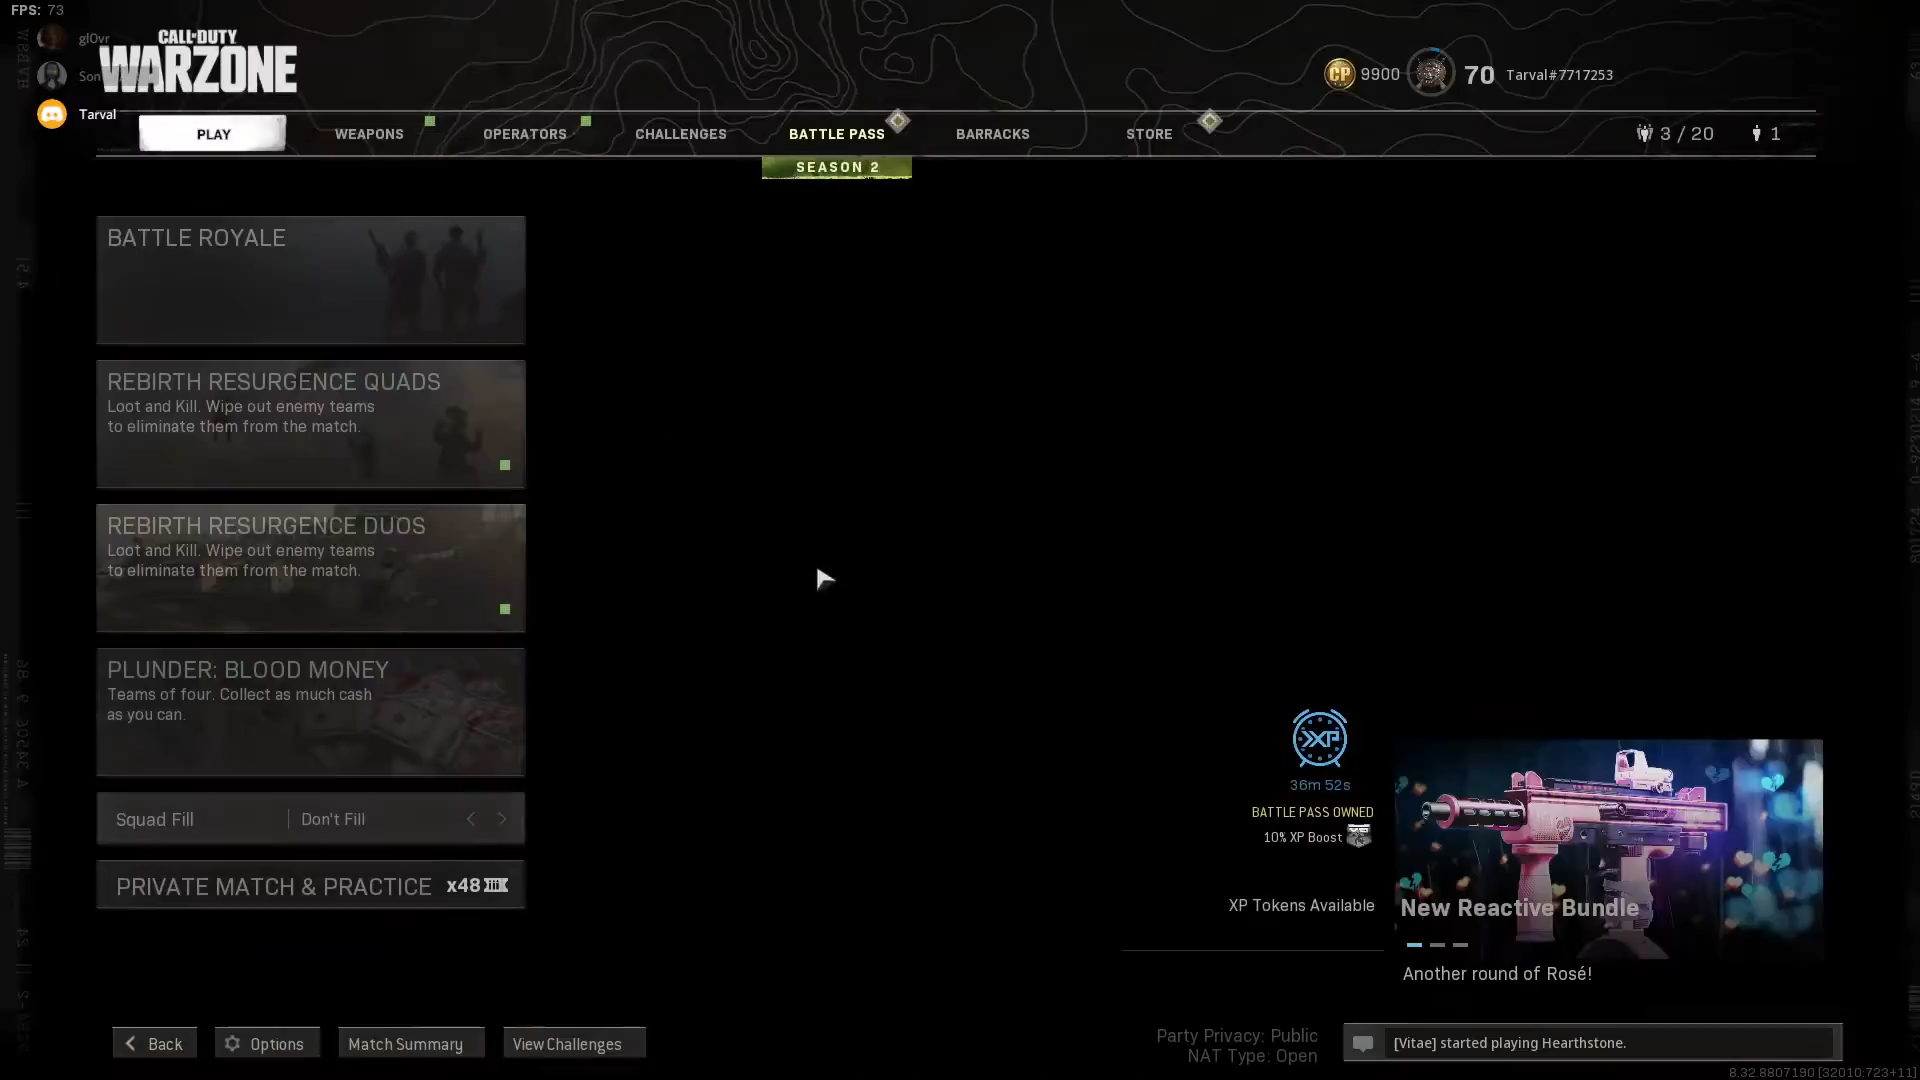 FPS: 73
gl0vr
CALL OF DUTY
WARZONE
Son
Tarval
CP 9900
70
Tarval#7717253
PLAY
WEAPONS
OPERATORS
CHALLENGES
BATTLE PASS
BARRACKS
STORE
3 / 20
1
SEASON 2
BATTLE ROYALE
REBIRTH RESURGENCE QUADS
Loot and Kill. Wipe out enemy teams
to eliminate them from the match.
REBIRTH RESURGENCE DUOS
Loot and Kill. Wipe out enemy teams
to eliminate them from the match.
PLUNDER: BLOOD MONEY
Teams of four. Collect as much cash
as you can.
Squad Fill
Don't Fill
PRIVATE MATCH & PRACTICE
x48
XP
36m 52s
BATTLE PASS OWNED
10% XP Boost
XP Tokens Available
New Reactive Bundle
Another round of Rosé!
Back
Options
Match Summary
View Challenges
Party Privacy: Public
NAT Type: Open
[Vitae] started playing Hearthstone.
8.32.8807190 [32010:723+11]